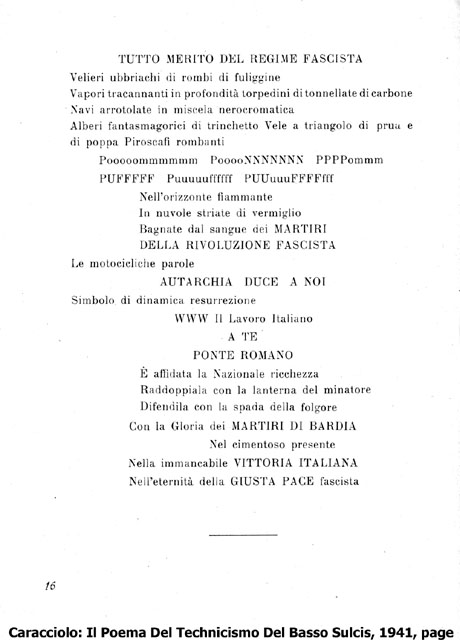 TUTTO MERITO DEL REGIME FASCISTA
Velieri ubbriachi di rombi di fuliggine
Vapori tracannanti in profondità torpedini di tonnellate di carbone
Navi arrotolate in miscela nerocromatica
Alberi fantasmagorici di trinchetto Vele a triangolo di prua e
di poppa Piroscafi rombanti
Pooooommmmmm PooooNNNNNNN PPPPommm
PUFFFFF Puuuuuffffff PUUuuuFFFFfff
Nell'orizzonte fiammante
In nuvole striate di vermiglio
Bagnate dal sangue dei MARTIRI
DELLA RIVOLUZIONE FASCISTA
Le motocicliche parole
AUTARCHIA DUCE A NOI
Simbolo di dinamica resurrezione
WWW Il Lavoro Italiano
A TE
PONTE ROMANO
È affidata la Nazionale ricchezza
Raddoppiala con la lanterna del minatore
Difendila con la spada della folgore
Con la Gloria dei MARTIRI DI BARDIA
Nel cimentoso presente
Nella immancabile VITTORIA ITALIANA
Nell'eternità della GIUSTA PACE fascista
16
Caracciolo: Il Poema Del Technicismo Del Basso Sulcis, 1941, page